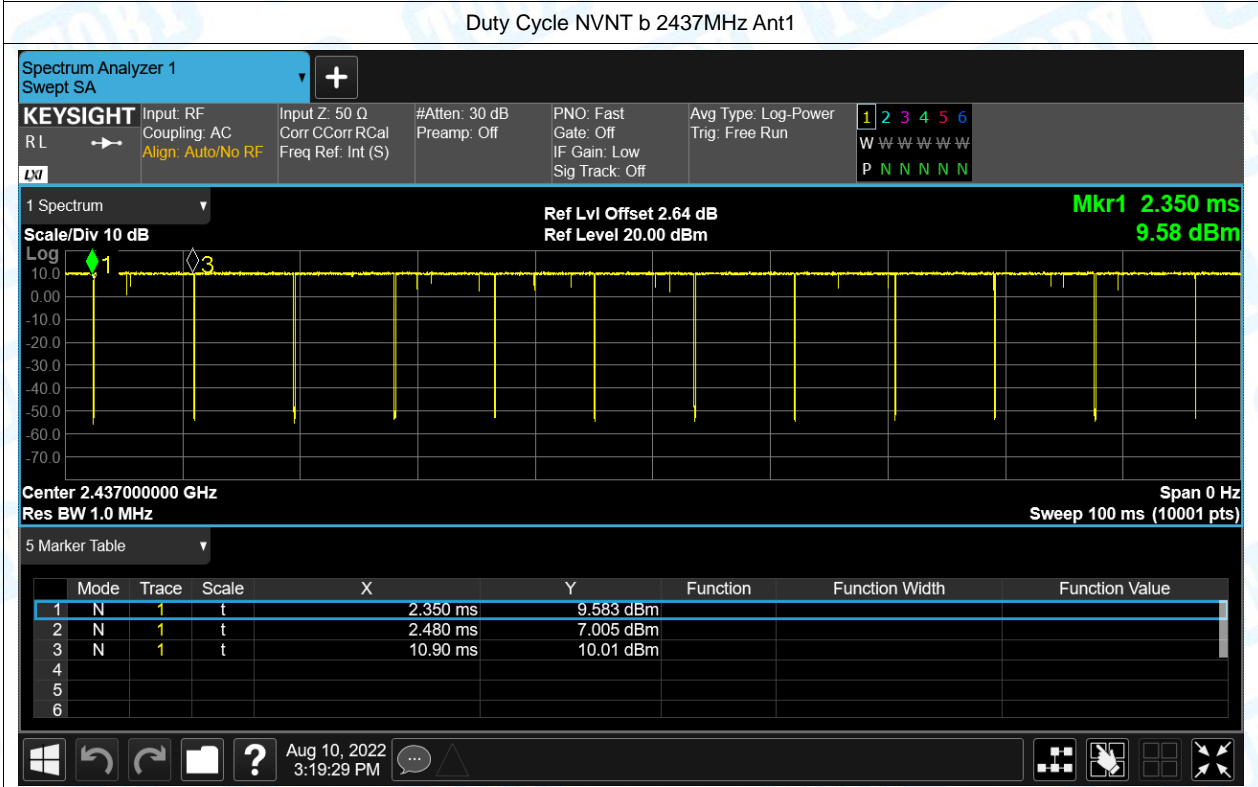 Duty Cycle NVNT b 2437MHz Ant1
Spectrum Analyzer 1
Swept SA
KEYSIGHT Input: RF Input Z: 50 Ω #Atten: 30 dB PNO: Fast Avg Type: Log-Power 1 2 3 4 5 6
R L Coupling: AC Corr CCorr RCal Preamp: Off Gate: Off Trig: Free Run W W W W W W
Align: Auto/No RF Freq Ref: Int (S) IF Gain: Low P N N N N N
LXI Sig Track: Off
1 Spectrum Ref Lvl Offset 2.64 dB Mkr1 2.350 ms
Scale/Div 10 dB Ref Level 20.00 dBm 9.58 dBm
Log
1 3
10.0
0.00
-10.0
-20.0
-30.0
-40.0
-50.0
-60.0
-70.0
Center 2.437000000 GHz Span 0 Hz
Res BW 1.0 MHz Sweep 100 ms (10001 pts)
5 Marker Table
Mode Trace Scale X Y Function Function Width Function Value
1 N 1 t 2.350 ms 9.583 dBm
2 N 1 t 2.480 ms 7.005 dBm
3 N 1 t 10.90 ms 10.01 dBm
4
5
6
? Aug 10, 2022
3:19:29 PM